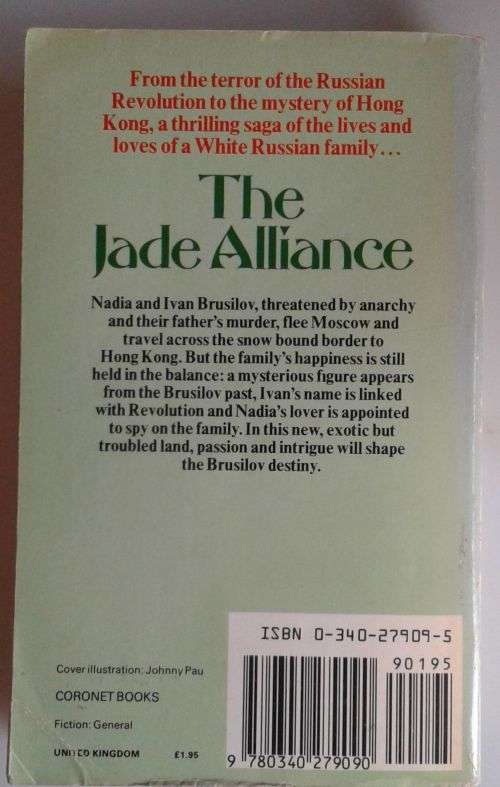 From the terror of the Russian
Revolution to the mystery of Hong
Kong, a thrilling saga of the lives and
loves of a White Russian family...
The
Jade Alliance
Nadia and Ivan Brusilov, threatened by anarchy
and their father's murder, flee Moscow and
travel across the snow bound border to
Hong Kong. But the family's happiness is still
held in the balance: a mysterious figure appears
from the Brusilov past, Ivan's name is linked
with Revolution and Nadia's lover is appointed
to spy on the family. In this new, exotic but
troubled land, passion and intrigue will shape
the Brusilov destiny.
ISBN 0-340-27909-5
90195
Cover illustration: Johnny Pau
CORONET BOOKS
Fiction: General
UNITED KINGDOM £1.95
9 780340 279090